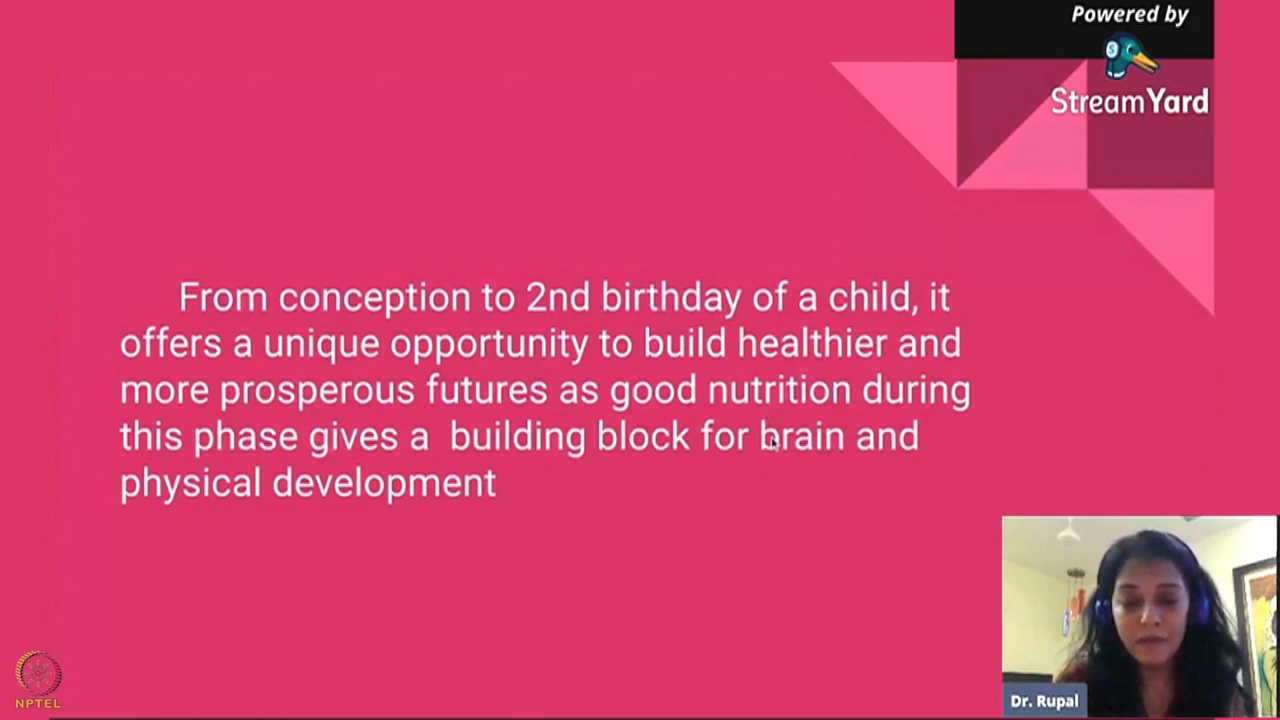 Powered by
StreamYard
From conception to 2nd birthday of a child, it
offers a unique opportunity to build healthier and
more prosperous futures as good nutrition during
this phase gives a  building block for brain and
physical development
NPTEL
Dr. Rupal